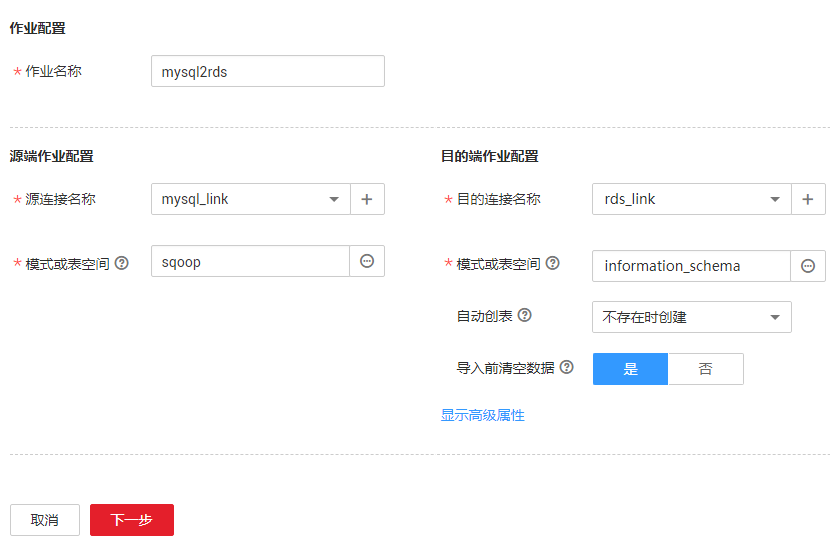 作业配置
* 作业名称 mysql2rds
源端作业配置
* 源连接名称 mysql_link
* 模式或表空间 sqoop
目的端作业配置
* 目的连接名称 rds_link
* 模式或表空间 information_schema
自动创表 不存在时创建
导入前清空数据 是 否
显示高级属性
取消 下一步